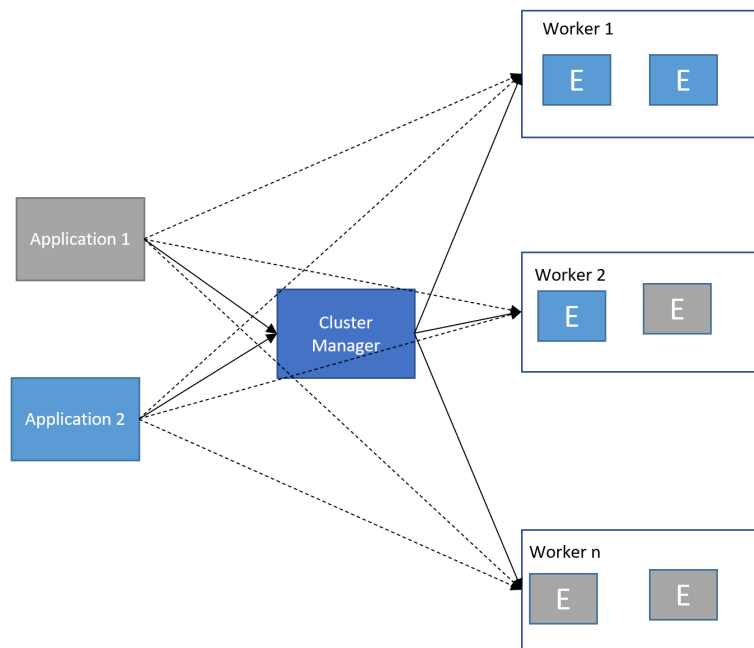 Worker 1
E E
Application 1
Worker 2
E E
Cluster
Manager
Application 2
Worker n
E E